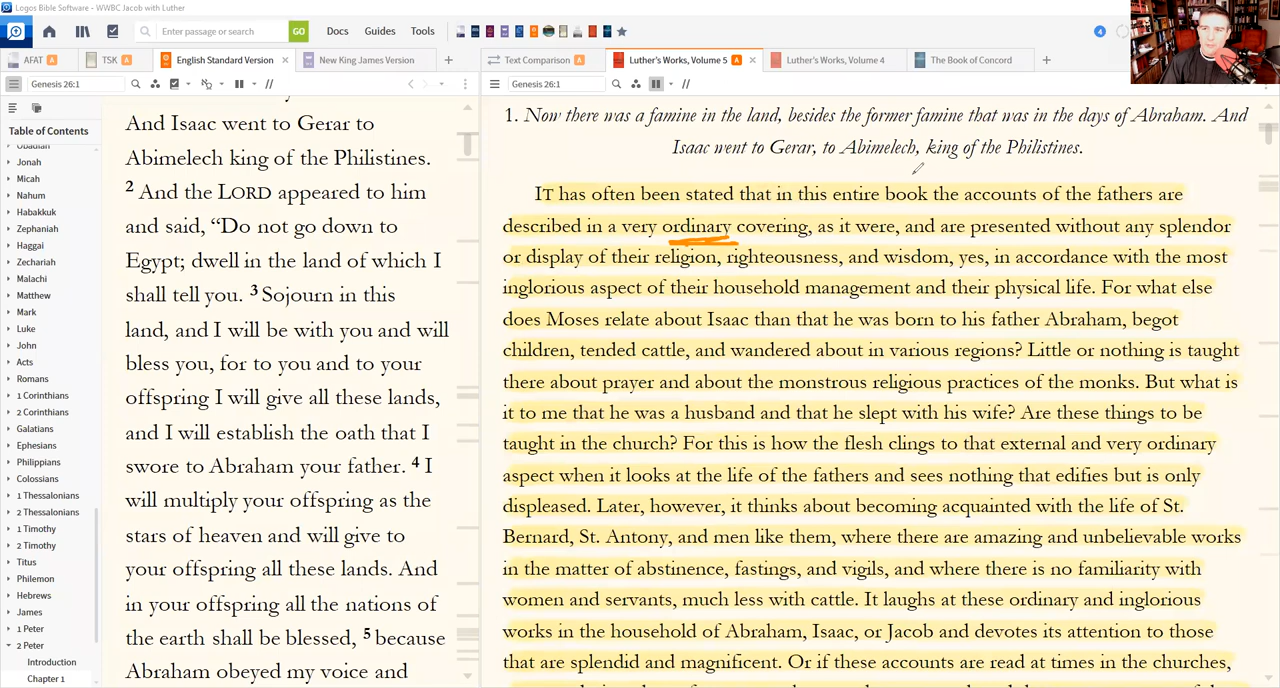 Logos Bible Software - WWBC Jacob with Luther
Enter passage or search
GO
Docs Guides Tools
4
AFAT A
TSK A
English Standard Version
New King James Version
Text Comparison A
Luther's Works, Volume 5 A
Luther's Works, Volume 4
The Book of Concord
Genesis 26:1
Genesis 26:1
Table of Contents
Obadiah
Jonah
Micah
Nahum
Habakkuk
Zephaniah
Haggai
Zechariah
Malachi
Matthew
Mark
Luke
John
Acts
Romans
1 Corinthians
2 Corinthians
Galatians
Ephesians
Philippians
Colossians
1 Thessalonians
2 Thessalonians
1 Timothy
2 Timothy
Titus
Philemon
Hebrews
James
1 Peter
2 Peter
Introduction
Chapter 1
And Isaac went to Gerar to
Abimelech king of the Philistines.
2 And the LORD appeared to him
and said, “Do not go down to
Egypt; dwell in the land of which I
shall tell you. 3 Sojourn in this
land, and I will be with you and will
bless you, for to you and to your
offspring I will give all these lands,
and I will establish the oath that I
swore to Abraham your father. 4 I
will multiply your offspring as the
stars of heaven and will give to
your offspring all these lands. And
in your offspring all the nations of
the earth shall be blessed, 5 because
Abraham obeyed my voice and
1. Now there was a famine in the land, besides the former famine that was in the days of Abraham. And
Isaac went to Gerar, to Abimelech, king of the Philistines.
IT has often been stated that in this entire book the accounts of the fathers are
described in a very ordinary covering, as it were, and are presented without any splendor
or display of their religion, righteousness, and wisdom, yes, in accordance with the most
inglorious aspect of their household management and their physical life. For what else
does Moses relate about Isaac than that he was born to his father Abraham, begot
children, tended cattle, and wandered about in various regions? Little or nothing is taught
there about prayer and about the monstrous religious practices of the monks. But what is
it to me that he was a husband and that he slept with his wife? Are these things to be
taught in the church? For this is how the flesh clings to that external and very ordinary
aspect when it looks at the life of the fathers and sees nothing that edifies but is only
displeased. Later, however, it thinks about becoming acquainted with the life of St.
Bernard, St. Antony, and men like them, where there are amazing and unbelievable works
in the matter of abstinence, fastings, and vigils, and where there is no familiarity with
women and servants, much less with cattle. It laughs at these ordinary and inglorious
works in the household of Abraham, Isaac, or Jacob and devotes its attention to those
that are splendid and magnificent. Or if these accounts are read at times in the churches,